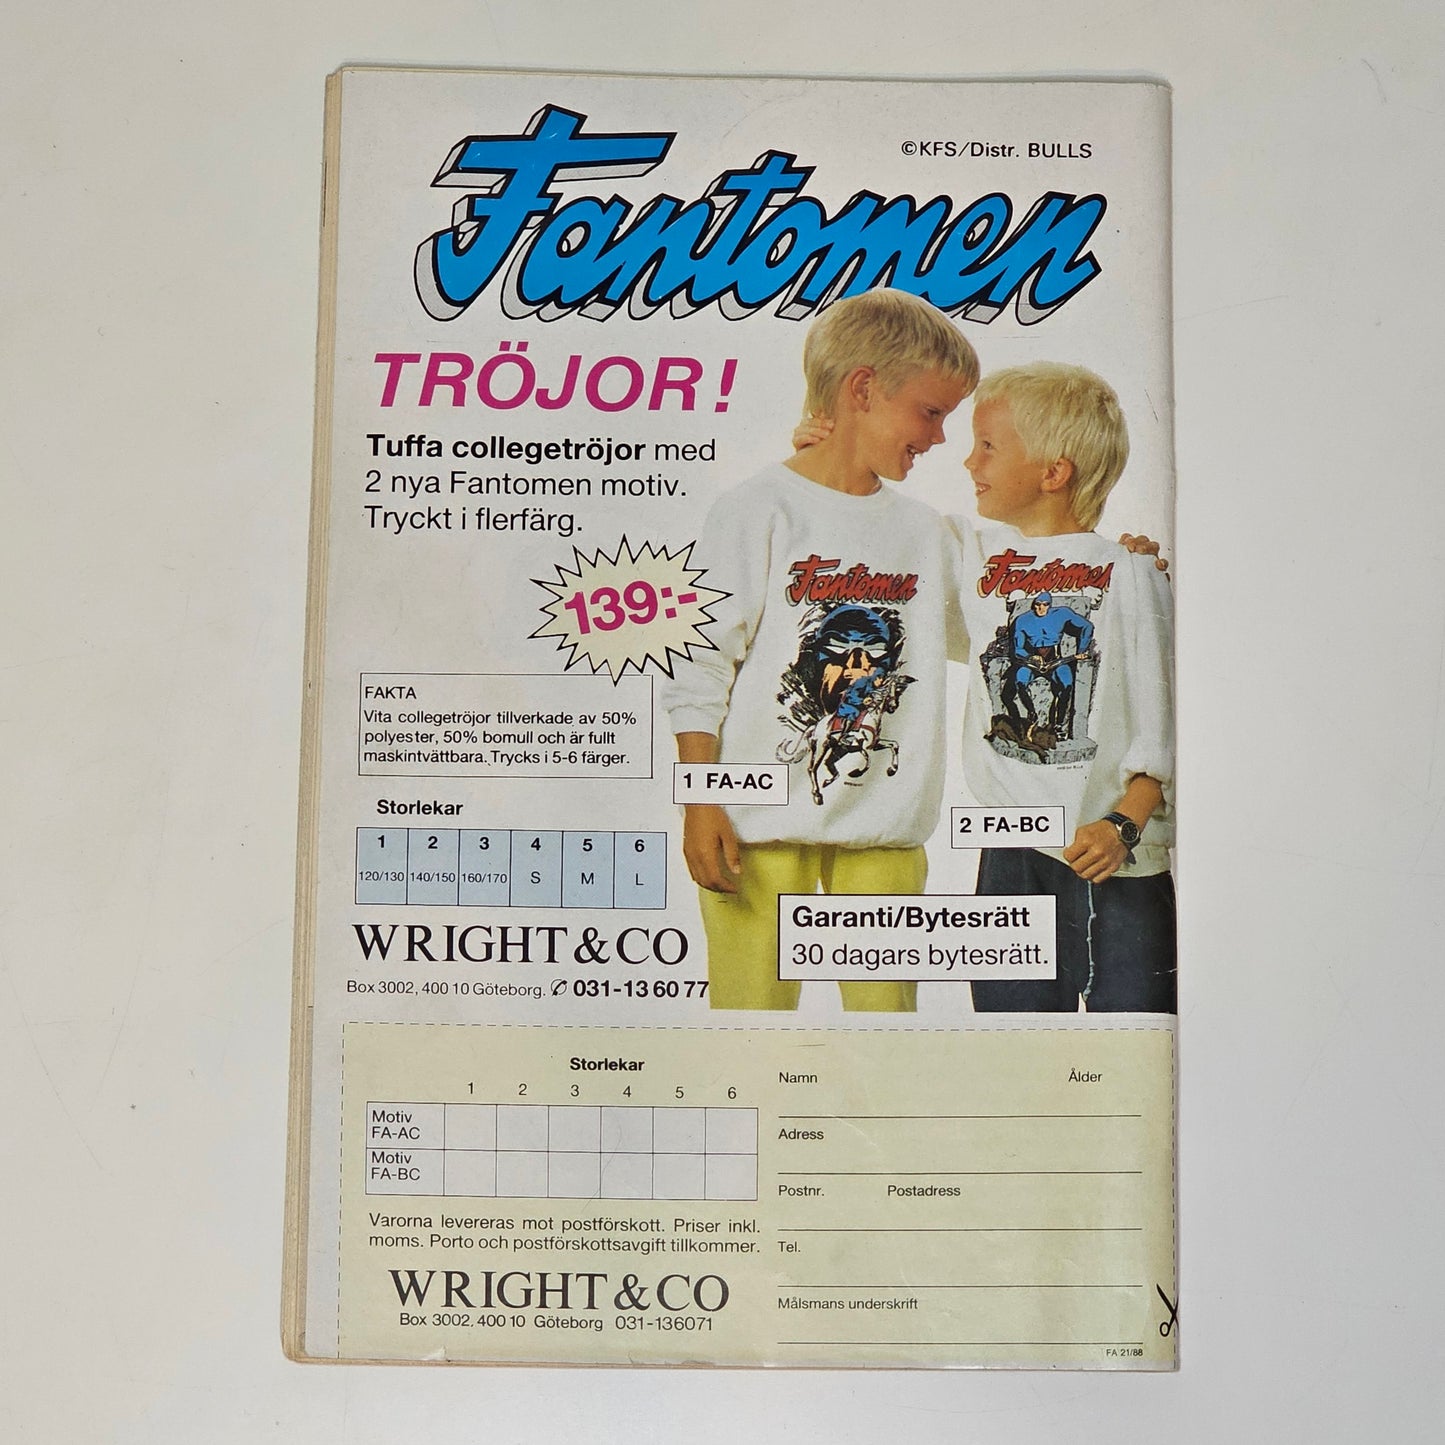 ©KFS/Distr. BULLS
Fantomen
TRÖJOR!
Tuffa collegetröjor med
2 nya Fantomen motiv.
Tryckt i flerfärg.
139:-
Fantomen
Fantomen
FAKTA
Vita collegetröjor tillverkade av 50%
polyester, 50% bomull och är fullt
maskintvättbara. Trycks i 5-6 färger.
1 FA-AC
2 FA-BC
Storlekar
1 2 3 4 5 6
120/130 140/150 160/170 S M L
Garanti/Bytesrätt
30 dagars bytesrätt.
WRIGHT & CO
Box 3002, 400 10 Göteborg. ✆ 031-13 60 77
Storlekar
1 2 3 4 5 6
Motiv
FA-AC
Motiv
FA-BC
Varorna levereras mot postförskott. Priser inkl.
moms. Porto och postförskottsavgift tillkommer.
WRIGHT & CO
Box 3002, 400 10 Göteborg 031-136071
Namn Ålder
Adress
Postnr. Postadress
Tel.
Målsmans underskrift
FA 21/88